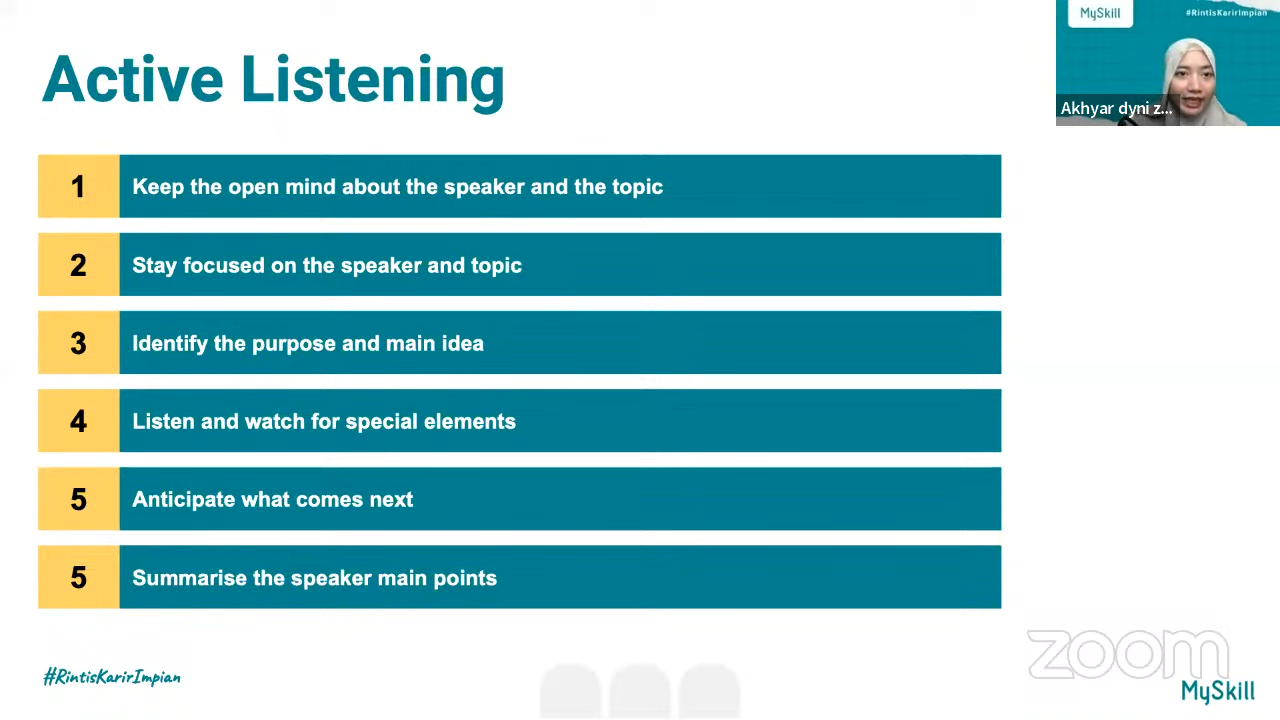 Active Listening
MySkill
#RintisKarirImpian
Akhyar dyni z...
1
Keep the open mind about the speaker and the topic
2
Stay focused on the speaker and topic
3
Identify the purpose and main idea
4
Listen and watch for special elements
5
Anticipate what comes next
5
Summarise the speaker main points
#RintisKarirImpian
zoom
MySkill